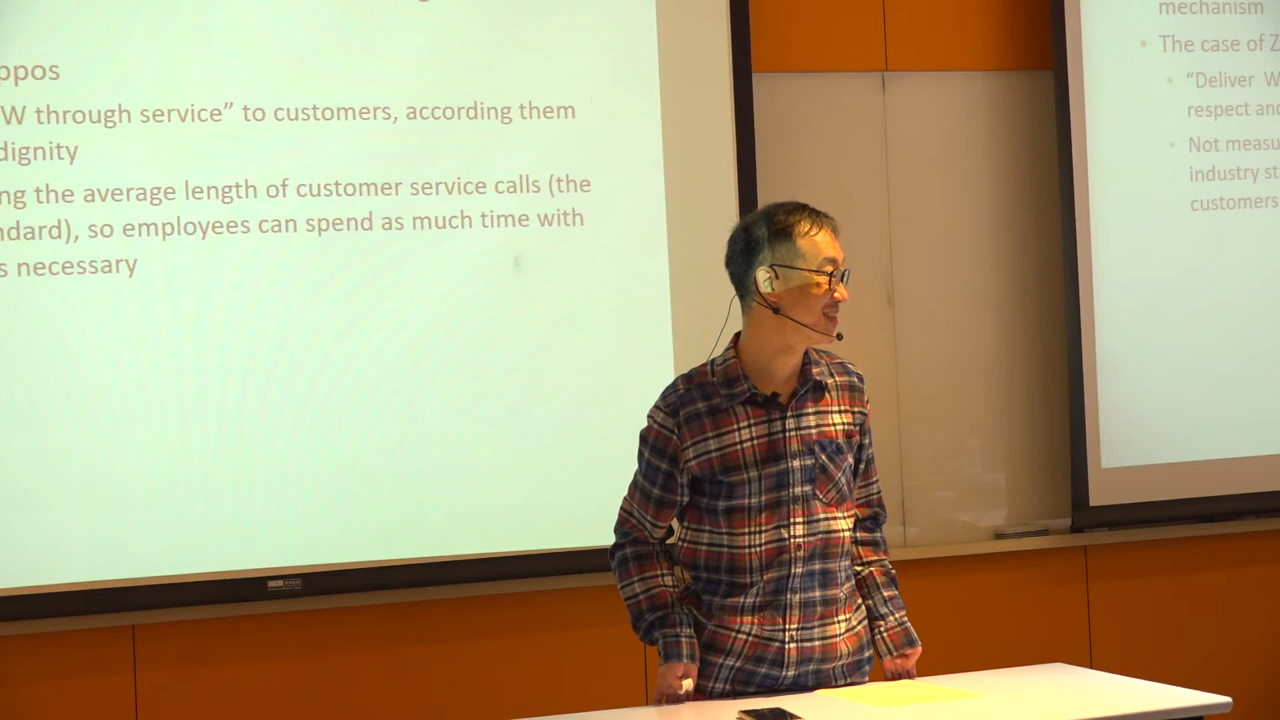 ppos
W through service” to customers, according them
dignity
ng the average length of customer service calls (the
ndard), so employees can spend as much time with
s necessary
mechanism
• The case of Z
• “Deliver W
respect and
• Not measu
industry st
customers